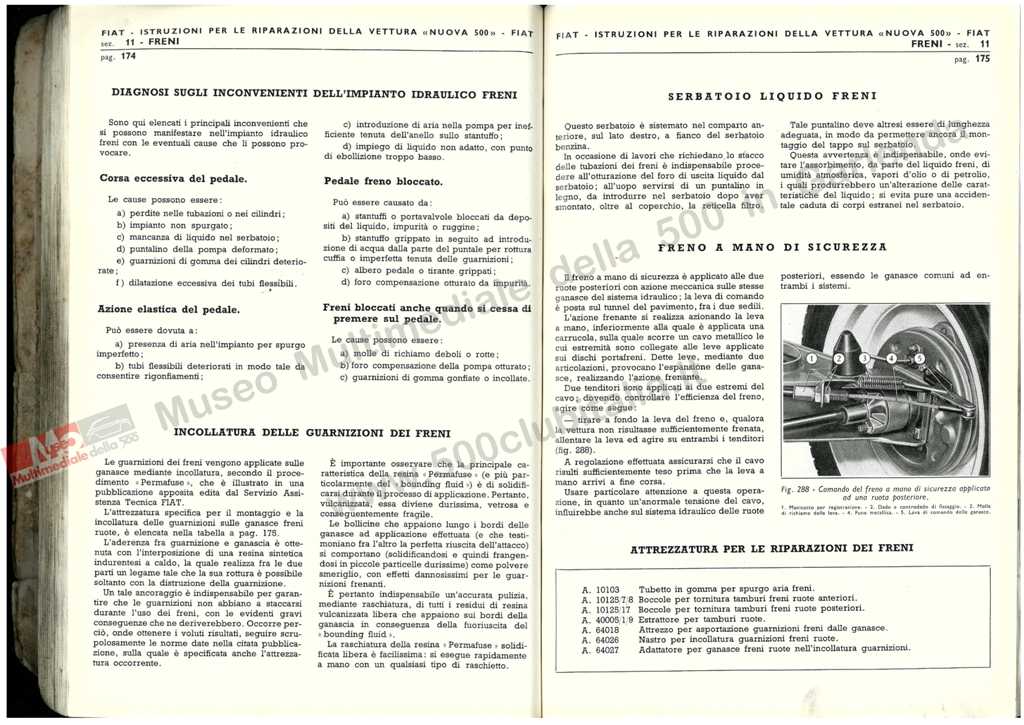 FIAT - ISTRUZIONI PER LE RIPARAZIONI DELLA VETTURA «NUOVA 500» - FIAT
sez. 11 - FRENI
pag. 174
DIAGNOSI SUGLI INCONVENIENTI DELL'IMPIANTO IDRAULICO FRENI
Sono qui elencati i principali inconvenienti che
si possono manifestare nell'impianto idraulico
freni con le eventuali cause che li possono pro-
vocare.
Corsa eccessiva del pedale.
Le cause possono essere:
a) perdite nelle tubazioni o nei cilindri;
b) impianto non spurgato;
c) mancanza di liquido nel serbatoio;
d) puntalino della pompa deformato;
e) guarnizioni di gomma dei cilindri deterio-
rate;
f) dilatazione eccessiva dei tubi flessibili.
Azione elastica del pedale.
Può essere dovuta a:
a) presenza di aria nell'impianto per spurgo
imperfetto;
b) tubi flessibili deteriorati in modo tale da
consentire rigonfiamenti;
c) introduzione di aria nella pompa per inef-
ficiente tenuta dell'anello sullo stantuffo;
d) impiego di liquido non adatto, con punto
di ebollizione troppo basso.
Pedale freno bloccato.
Può essere causato da:
a) stantuffi o portavalvole bloccati da depo-
siti del liquido, impurità o ruggine;
b) stantuffo grippato in seguito ad introdu-
zione di acqua dalla parte del puntale per rottura
cuffia o imperfetta tenuta delle guarnizioni;
c) albero pedale o tirante grippati;
d) foro compensazione otturato da impurità.
Freni bloccati anche quando si cessa di
premere sul pedale.
Le cause possono essere:
a) molle di richiamo deboli o rotte;
b) foro compensazione della pompa otturato;
c) guarnizioni di gomma gonfiate o incollate.
INCOLLATURA DELLE GUARNIZIONI DEI FRENI
Le guarnizioni dei freni vengono applicate sulle
ganasce mediante incollatura, secondo il proce-
dimento «Permafuse», che è illustrato in una
pubblicazione apposita edita dal Servizio Assi-
stenza Tecnica FIAT.
L'attrezzatura specifica per il montaggio e la
incollatura delle guarnizioni sulle ganasce freni
ruote, è elencata nella tabella a pag. 175.
L'aderenza fra guarnizione e ganascia è otte-
nuta con l'interposizione di una resina sintetica
indurentesi a caldo, la quale realizza fra le due
parti un legame tale che la sua rottura è possibile
soltanto con la distruzione della guarnizione.
Un tale ancoraggio è indispensabile per garan-
tire che le guarnizioni non abbiano a staccarsi
durante l'uso dei freni, con le evidenti gravi
conseguenze che ne deriverebbero. Occorre per-
ciò, onde ottenere i voluti risultati, seguire scru-
polosamente le norme date nella citata pubblica-
zione, sulla quale è specificata anche l'attrezza-
tura occorrente.
È importante osservare che la principale ca-
ratteristica della resina «Permafuse» (e più par-
ticolarmente del «bounding fluid») è di solidifi-
carsi dopo il processo di applicazione. Pertanto,
vulcanizzata, essa diviene durissima, vetrosa e
conseguentemente fragile.
Le bollicine che appaiono lungo i bordi delle
ganasce ad applicazione effettuata (e che testi-
moniano fra l'altro la perfetta riuscita dell'attacco)
si comportano (solidificandosi e quindi frangen-
dosi in piccole particelle durissime) come polvere
smeriglio, con effetti dannosissimi per le guar-
nizioni frenanti.
È pertanto indispensabile un'accurata pulizia,
mediante raschiatura, di tutti i residui di resina
vulcanizzata libera che appaiono sui bordi della
ganascia in conseguenza della fuoriuscita del
«bounding fluid».
La raschiatura della resina «Permafuse» solidi-
ficata libera è facilissima: si esegue rapidamente
a mano con un qualsiasi tipo di raschietto.
FIAT - ISTRUZIONI PER LE RIPARAZIONI DELLA VETTURA «NUOVA 500» - FIAT
FRENI - sez. 11
pag. 175
SERBATOIO LIQUIDO FRENI
Questo serbatoio è sistemato nel comparto an-
teriore, sul lato destro, a fianco del serbatoio
benzina.
In occasione di lavori che richiedano lo stacco
delle tubazioni dei freni è indispensabile proce-
dere all'otturazione del foro di uscita liquido dal
serbatoio; all'uopo servirsi di un puntalino di
legno, da introdurre nel serbatoio dopo aver
smontato, oltre al coperchio, la reticella filtro.
Tale puntalino deve altresì essere di lunghezza
adeguata, in modo da permettere ancora il mon-
taggio del tappo sul serbatoio.
Questa avvertenza è indispensabile, onde evi-
tare l'assorbimento, da parte del liquido freni, di
umidità atmosferica, vapori d'olio o di petrolio,
i quali produrrebbero un'alterazione delle carat-
teristiche del liquido; si evita pure una acciden-
tale caduta di corpi estranei nel serbatoio.
FRENO A MANO DI SICUREZZA
Il freno a mano di sicurezza è applicato alle due
ruote posteriori con azione meccanica sulle stesse
ganasce del sistema idraulico; la leva di comando
è posta sul tunnel del pavimento, fra i due sedili.
L'azione frenante si realizza azionando la leva
a mano, inferiormente alla quale è applicata una
carrucola, sulla quale scorre un cavo metallico le
cui estremità sono collegate alle leve applicate
sui dischi portafreni. Dette leve, mediante due
articolazioni, provocano l'espansione delle gana-
sce, realizzando l'azione frenante.
Due tenditori sono applicati ai due estremi del
cavo; dovendo controllare l'efficienza del freno,
agire come segue:
— tirare a fondo la leva del freno e, qualora
la vettura non risultasse sufficientemente frenata,
allentare la leva ed agire su entrambi i tenditori
(fig. 288).
A regolazione effettuata assicurarsi che il cavo
risulti sufficientemente teso prima che la leva a
mano arrivi a fine corsa.
Usare particolare attenzione a questa opera-
zione, in quanto un'anormale tensione del cavo,
influirebbe anche sul sistema idraulico delle ruote
posteriori, essendo le ganasce comuni ad en-
trambi i sistemi.
1 2 3 4 5
Fig. 288 - Comando del freno a mano di sicurezza applicato
ad una ruota posteriore.
1. Manicotto per registrazione. - 2. Dado e controdado di fissaggio. - 3. Molla
di richiamo della leva. - 4. Fune metallica. - 5. Leva di comando delle ganasce.
ATTREZZATURA PER LE RIPARAZIONI DEI FRENI
A. 10103 Tubetto in gomma per spurgo aria freni.
A. 10125/7/8 Boccole per tornitura tamburi freni ruote anteriori.
A. 10125/17 Boccole per tornitura tamburi freni ruote posteriori.
A. 40005/1/9 Estrattore per tamburi ruote.
A. 64018 Attrezzo per asportazione guarnizioni freni dalle ganasce.
A. 64026 Nastro per incollatura guarnizioni freni ruote.
A. 64027 Adattatore per ganasce freni ruote nell'incollatura guarnizioni.
Museo Multimediale della 500 in
www.500clubitalia.it
Multimediale della 500